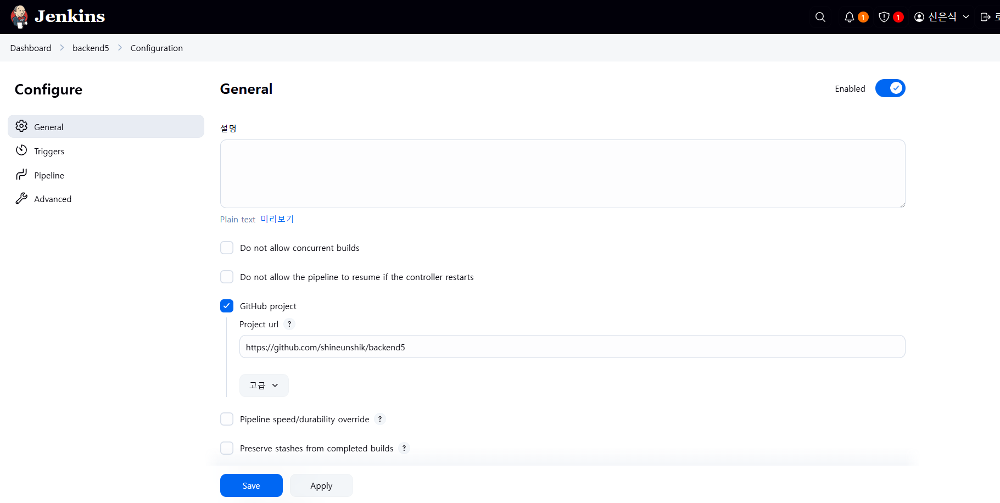 Jenkins
1
1
신은식
Dashboard
backend5
Configuration
Configure
General
Triggers
Pipeline
Advanced
General
Enabled
설명
Plain text 미리보기
Do not allow concurrent builds
Do not allow the pipeline to resume if the controller restarts
GitHub project
Project url ?
https://github.com/shineunshik/backend5
고급
Pipeline speed/durability override ?
Preserve stashes from completed builds ?
Save
Apply